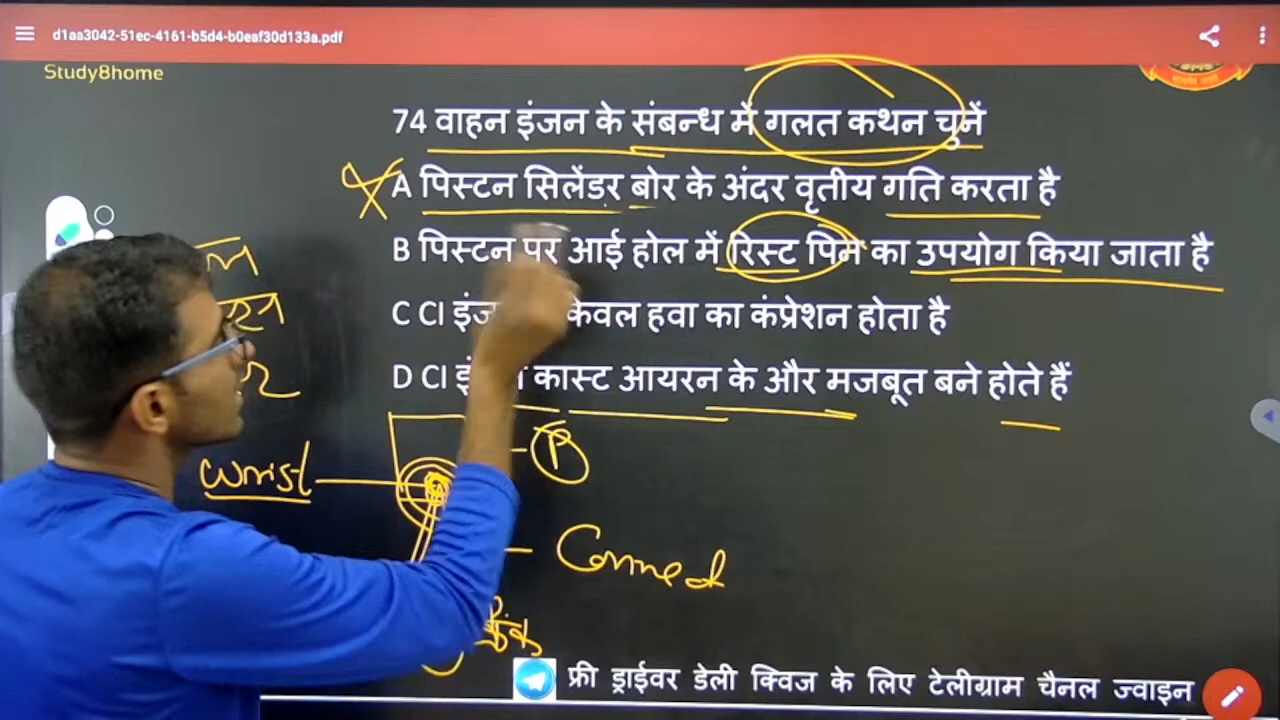 d1aa3042-51ec-4161-b5d4-b0eaf30d133a.pdf
Study8home
74 वाहन इंजन के संबन्ध में गलत कथन चुनें
A पिस्टन सिलेंडर बोर के अंदर वृतीय गति करता है
B पिस्टन पर आई होल में रिस्ट पिन का उपयोग किया जाता है
C CI केवल हवा का कंप्रेशन होता है
D CI कास्ट आयरन के और मजबूत बने होते हैं
P
wrist
Connect
फ्री ड्राईवर डेली क्विज के लिए टेलीग्राम चैनल ज्वाइन